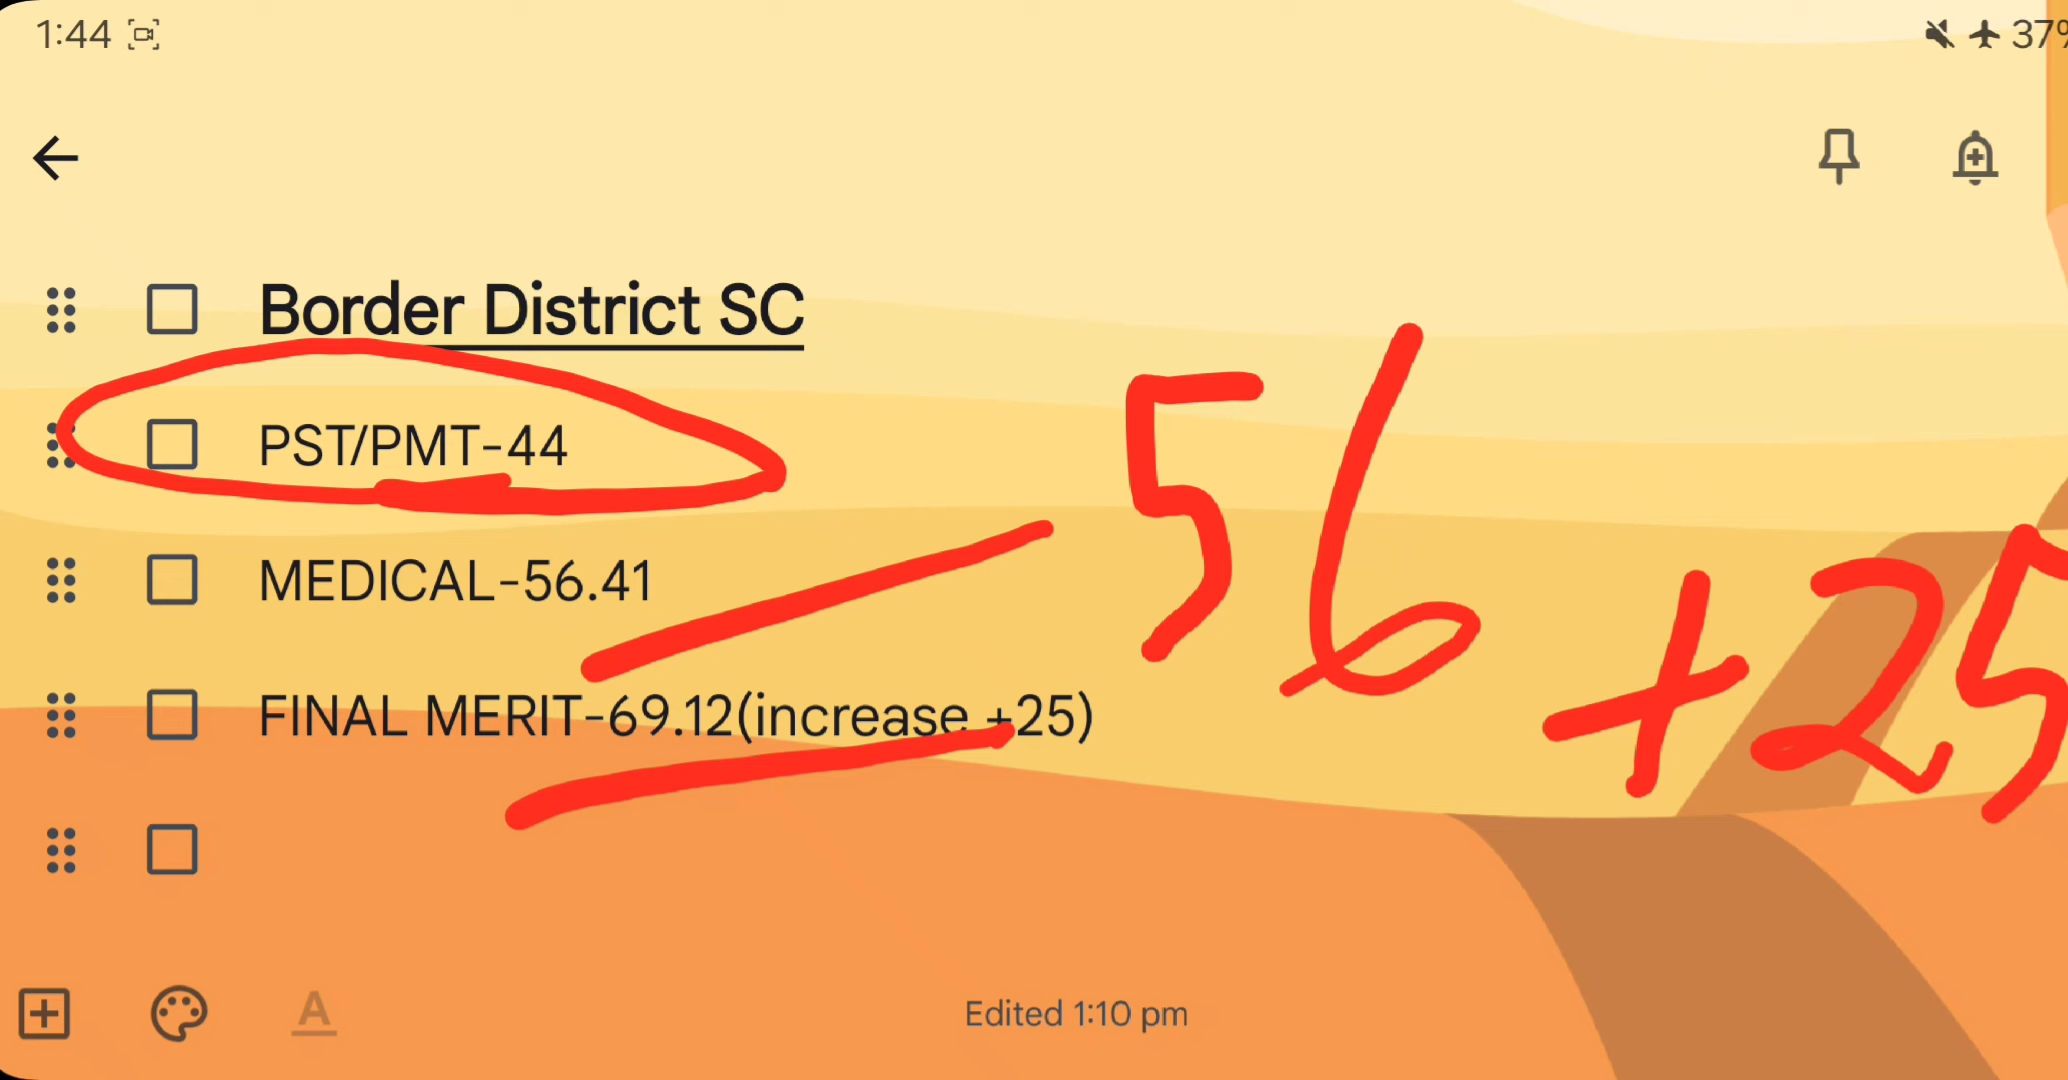 1:44
37%
Border District SC
PST/PMT-44
MEDICAL-56.41
56
+25
FINAL MERIT-69.12(increase +25)
A
Edited 1:10 pm